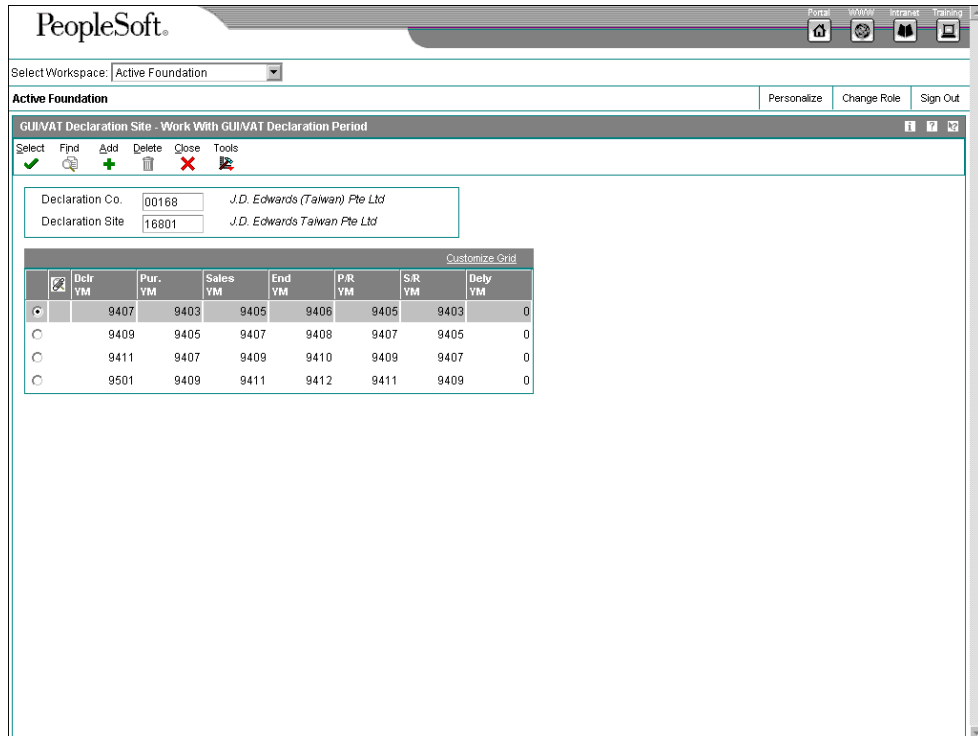 PeopleSoft®
Portal WWW Intranet Training
Select Workspace: Active Foundation
Active Foundation Personalize Change Role Sign Out
GUI/VAT Declaration Site - Work With GUI/VAT Declaration Period i ? ?
Select Find Add Delete Close Tools
Declaration Co. 00168 J.D. Edwards (Taiwan) Pte Ltd
Declaration Site 16801 J.D. Edwards Taiwan Pte Ltd
Customize Grid
Dclr YM Pur. YM Sales YM End YM P/R YM S/R YM Dely YM
9407 9403 9405 9406 9405 9403 0
9409 9405 9407 9408 9407 9405 0
9411 9407 9409 9410 9409 9407 0
9501 9409 9411 9412 9411 9409 0